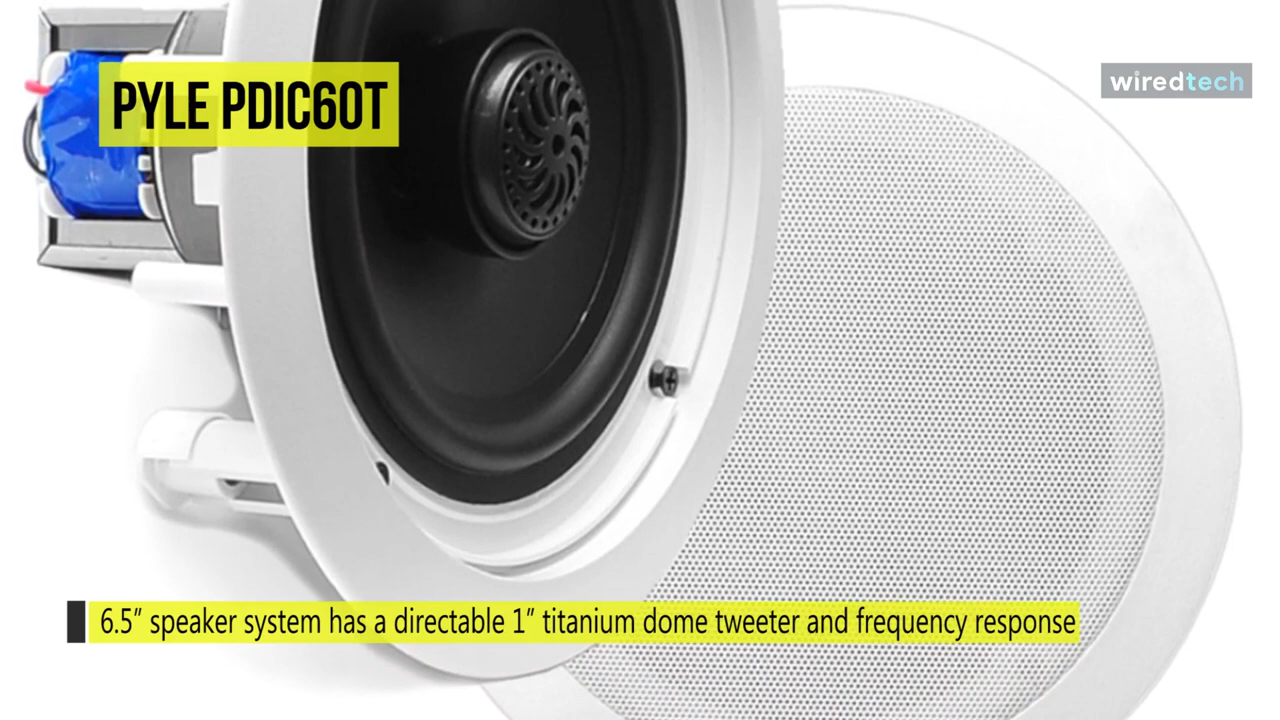 PYLE PDIC60T
wiredtech
6.5” speaker system has a directable 1” titanium dome tweeter and frequency response